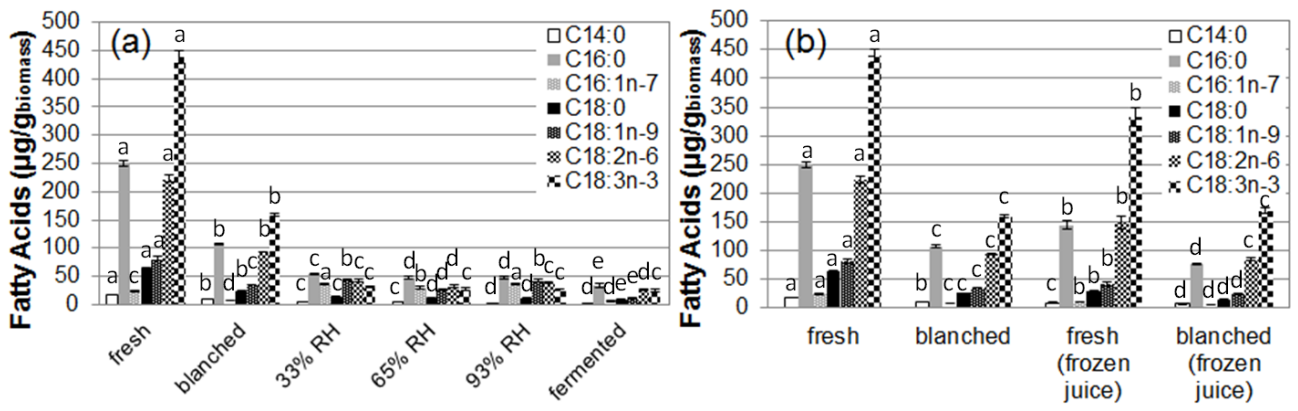 Fatty Acids (µg/gbiomass)
500
450
400
350
300
250
200
150
100
50
0
(a)
C14:0
C16:0
C16:1n-7
C18:0
C18:1n-9
C18:2n-6
C18:3n-3
a a c a a a a
b b d b c b b
c c a c b b c
c d b c d d c
d d a c b c c
d e d e e d c
fresh
blanched
33% RH
65% RH
93% RH
fermented
Fatty Acids (µg/gbiomass)
500
450
400
350
300
250
200
150
100
50
0
(b)
C14:0
C16:0
C16:1n-7
C18:0
C18:1n-9
C18:2n-6
C18:3n-3
a a a a a a a
b c c c c c c
c b b b b b b
d d d d d d c
fresh
blanched
fresh
(frozen
juice)
blanched
(frozen
juice)